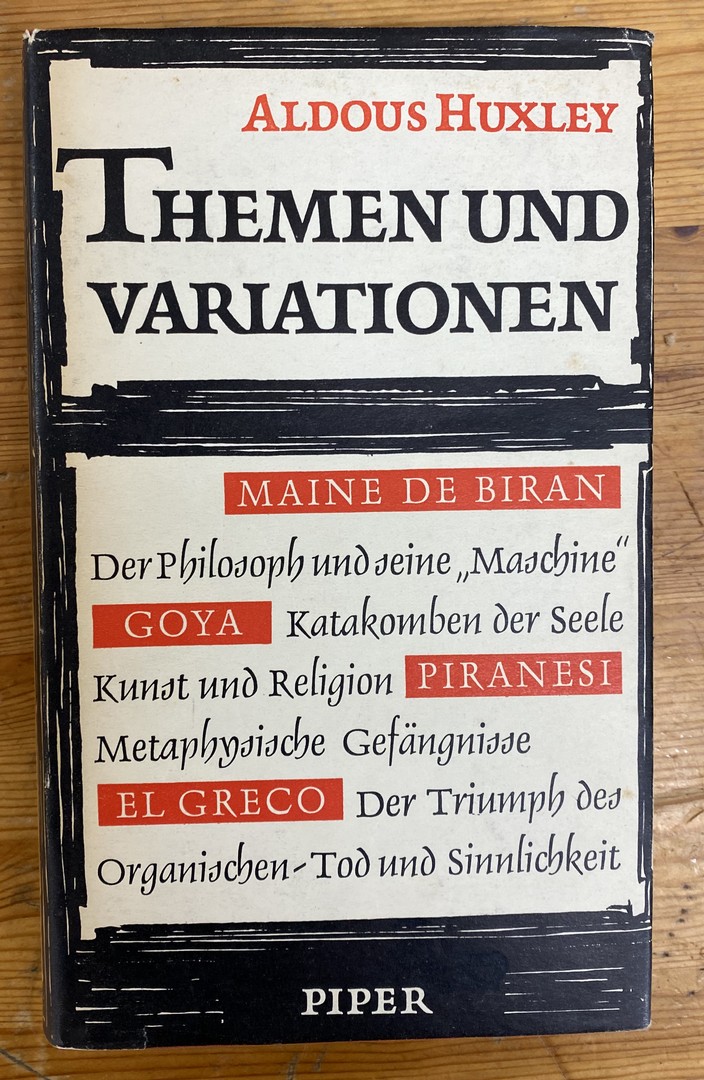 ALDOUS HUXLEY
THEMEN UND
VARIATIONEN
MAINE DE BIRAN
Der Philosoph und seine „Maschine“
GOYA Katakomben der Seele
Kunst und Religion PIRANESI
Metaphysische Gefängnisse
EL GRECO Der Triumph des
Organischen-Tod und Sinnlichkeit
PIPER